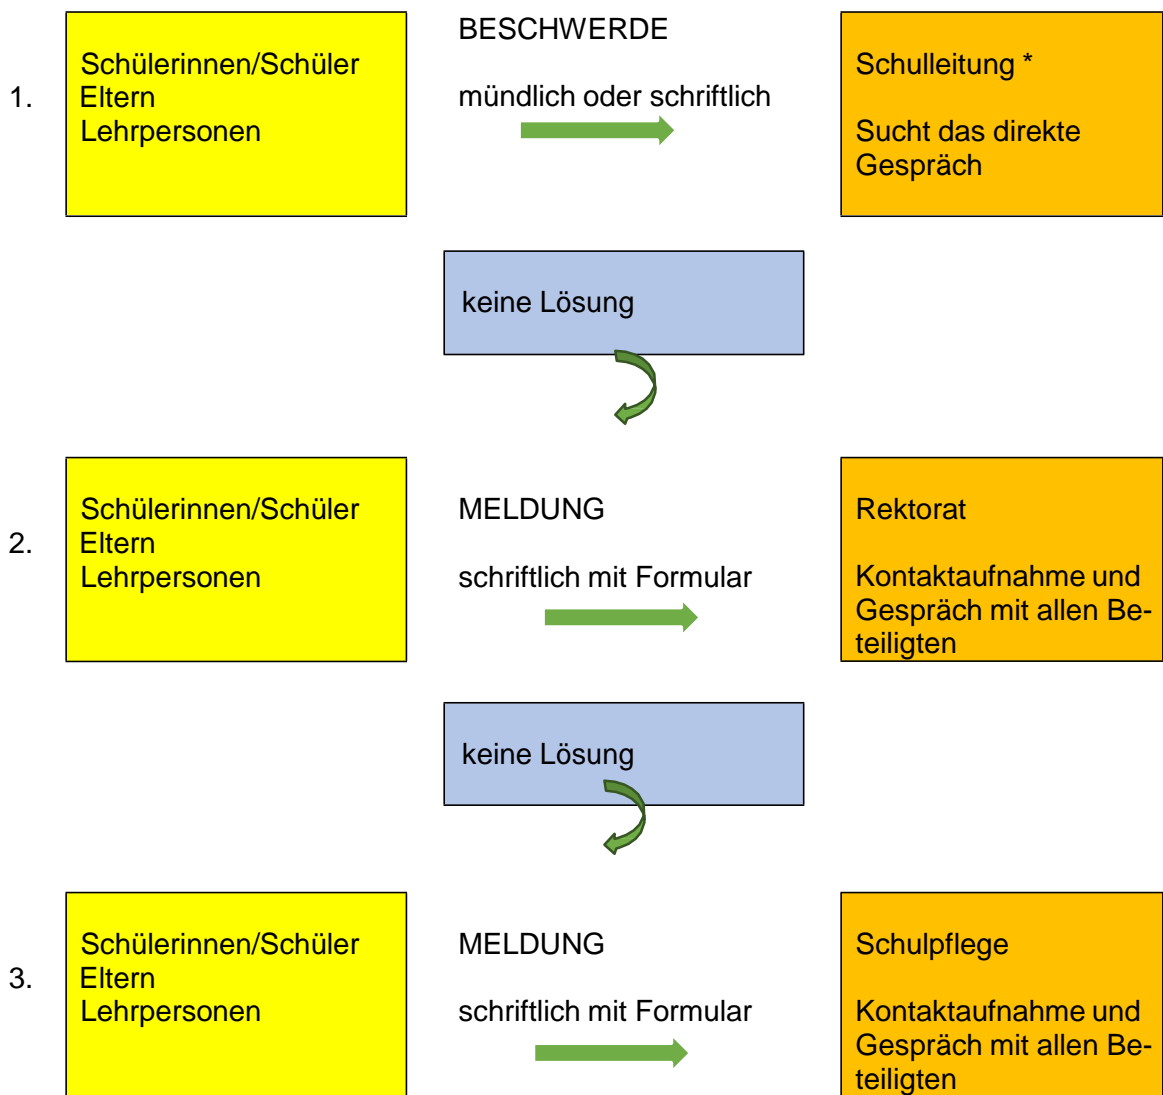 1.
Schülerinnen/Schüler
Eltern
Lehrpersonen
BESCHWERDE
mündlich oder schriftlich
Schulleitung *
Sucht das direkte
Gespräch
keine Lösung
2.
Schülerinnen/Schüler
Eltern
Lehrpersonen
MELDUNG
schriftlich mit Formular
Rektorat
Kontaktaufnahme und
Gespräch mit allen Be-
teiligten
keine Lösung
3.
Schülerinnen/Schüler
Eltern
Lehrpersonen
MELDUNG
schriftlich mit Formular
Schulpflege
Kontaktaufnahme und
Gespräch mit allen Be-
teiligten